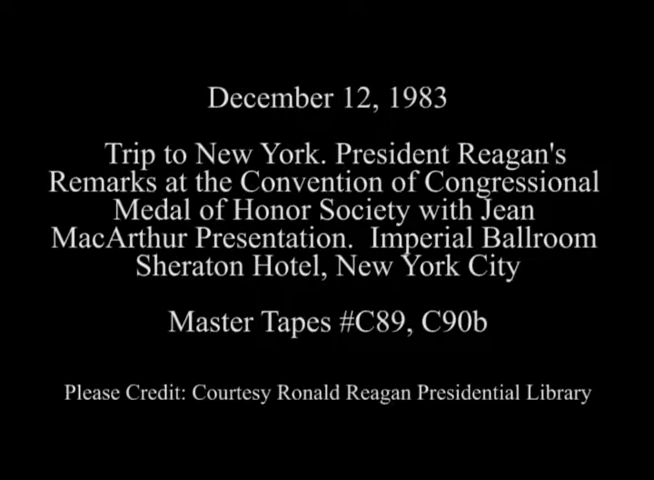 December 12, 1983
Trip to New York. President Reagan's
Remarks at the Convention of Congressional
Medal of Honor Society with Jean
MacArthur Presentation.  Imperial Ballroom
Sheraton Hotel, New York City
Master Tapes #C89, C90b
Please Credit: Courtesy Ronald Reagan Presidential Library